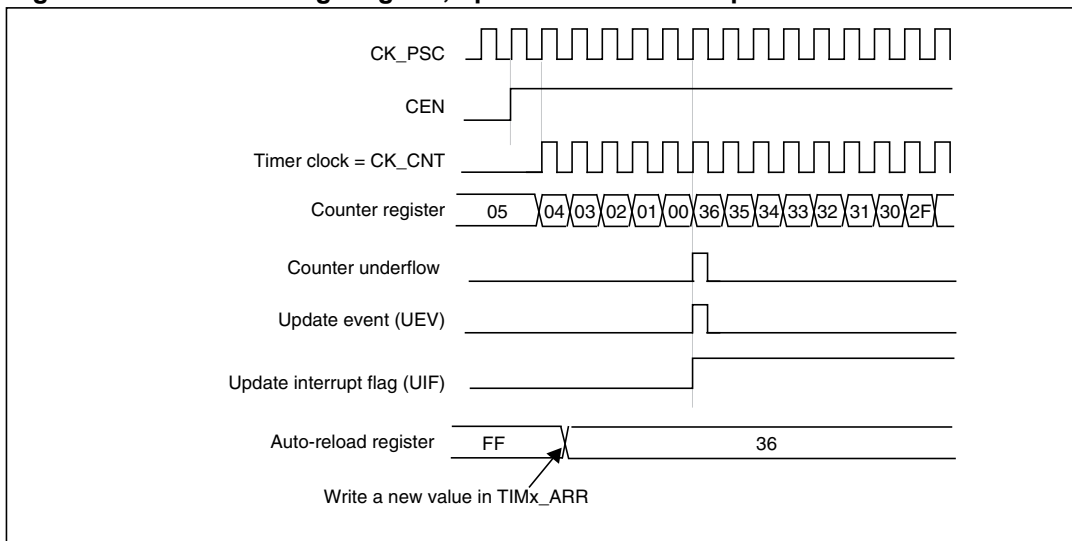 CK_PSC
CEN
Timer clock = CK_CNT
Counter register 05 04 03 02 01 00 36 35 34 33 32 31 30 2F
Counter underflow
Update event (UEV)
Update interrupt flag (UIF)
Auto-reload register FF 36
Write a new value in TIMx_ARR